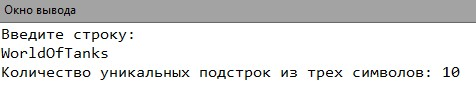 Окно вывода
Введите строку:
WorldOfTanks
Количество уникальных подстрок из трех символов: 10